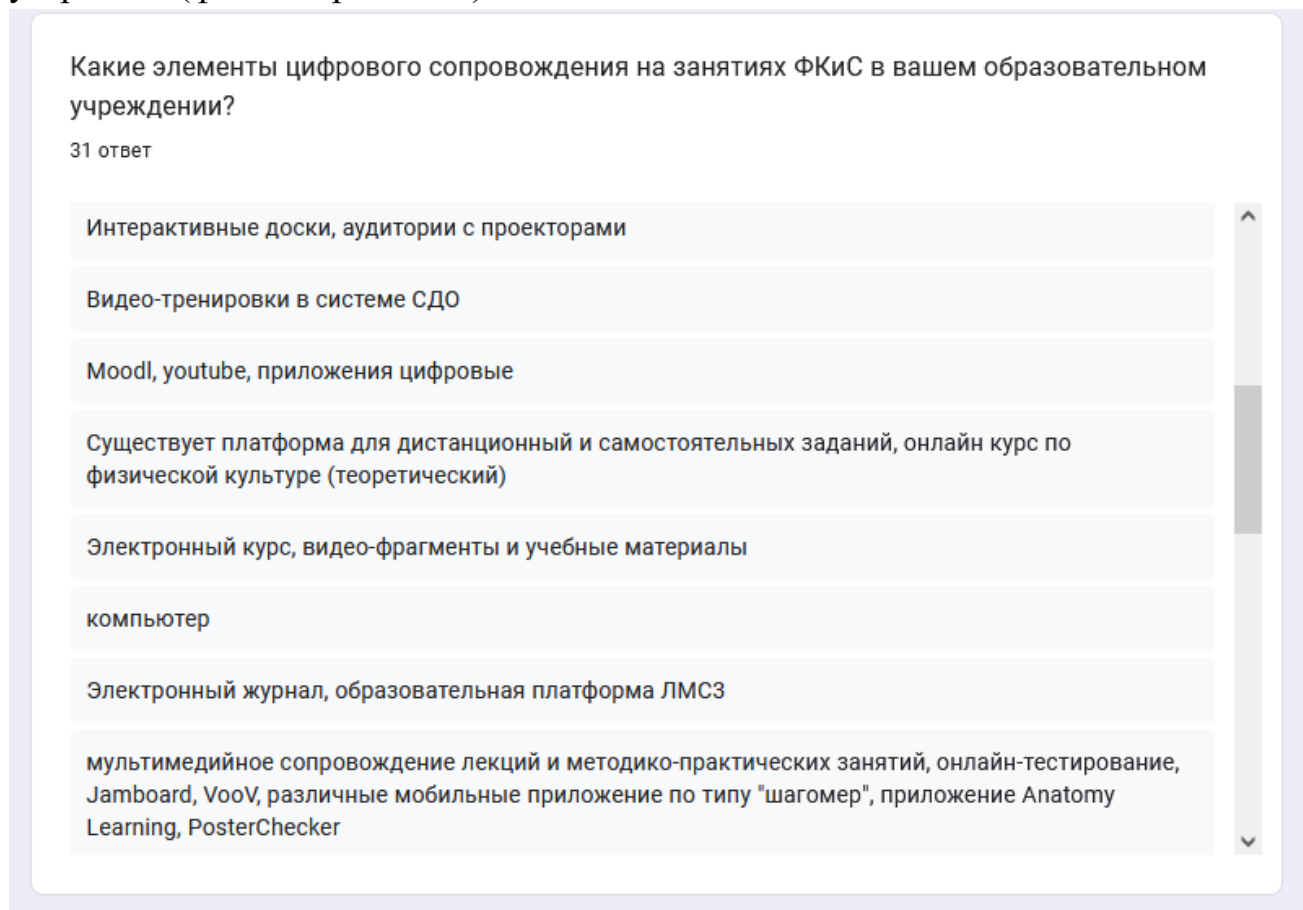 Какие элементы цифрового сопровождения на занятиях ФКиС в вашем образовательном
учреждении?
31 ответ
Интерактивные доски, аудитории с проекторами
Видео-тренировки в системе СДО
Moodl, youtube, приложения цифровые
Существует платформа для дистанционный и самостоятельных заданий, онлайн курс по
физической культуре (теоретический)
Электронный курс, видео-фрагменты и учебные материалы
компьютер
Электронный журнал, образовательная платформа ЛМС3
мультимедийное сопровождение лекций и методико-практических занятий, онлайн-тестирование,
Jamboard, VooV, различные мобильные приложение по типу "шагомер", приложение Anatomy
Learning, PosterChecker